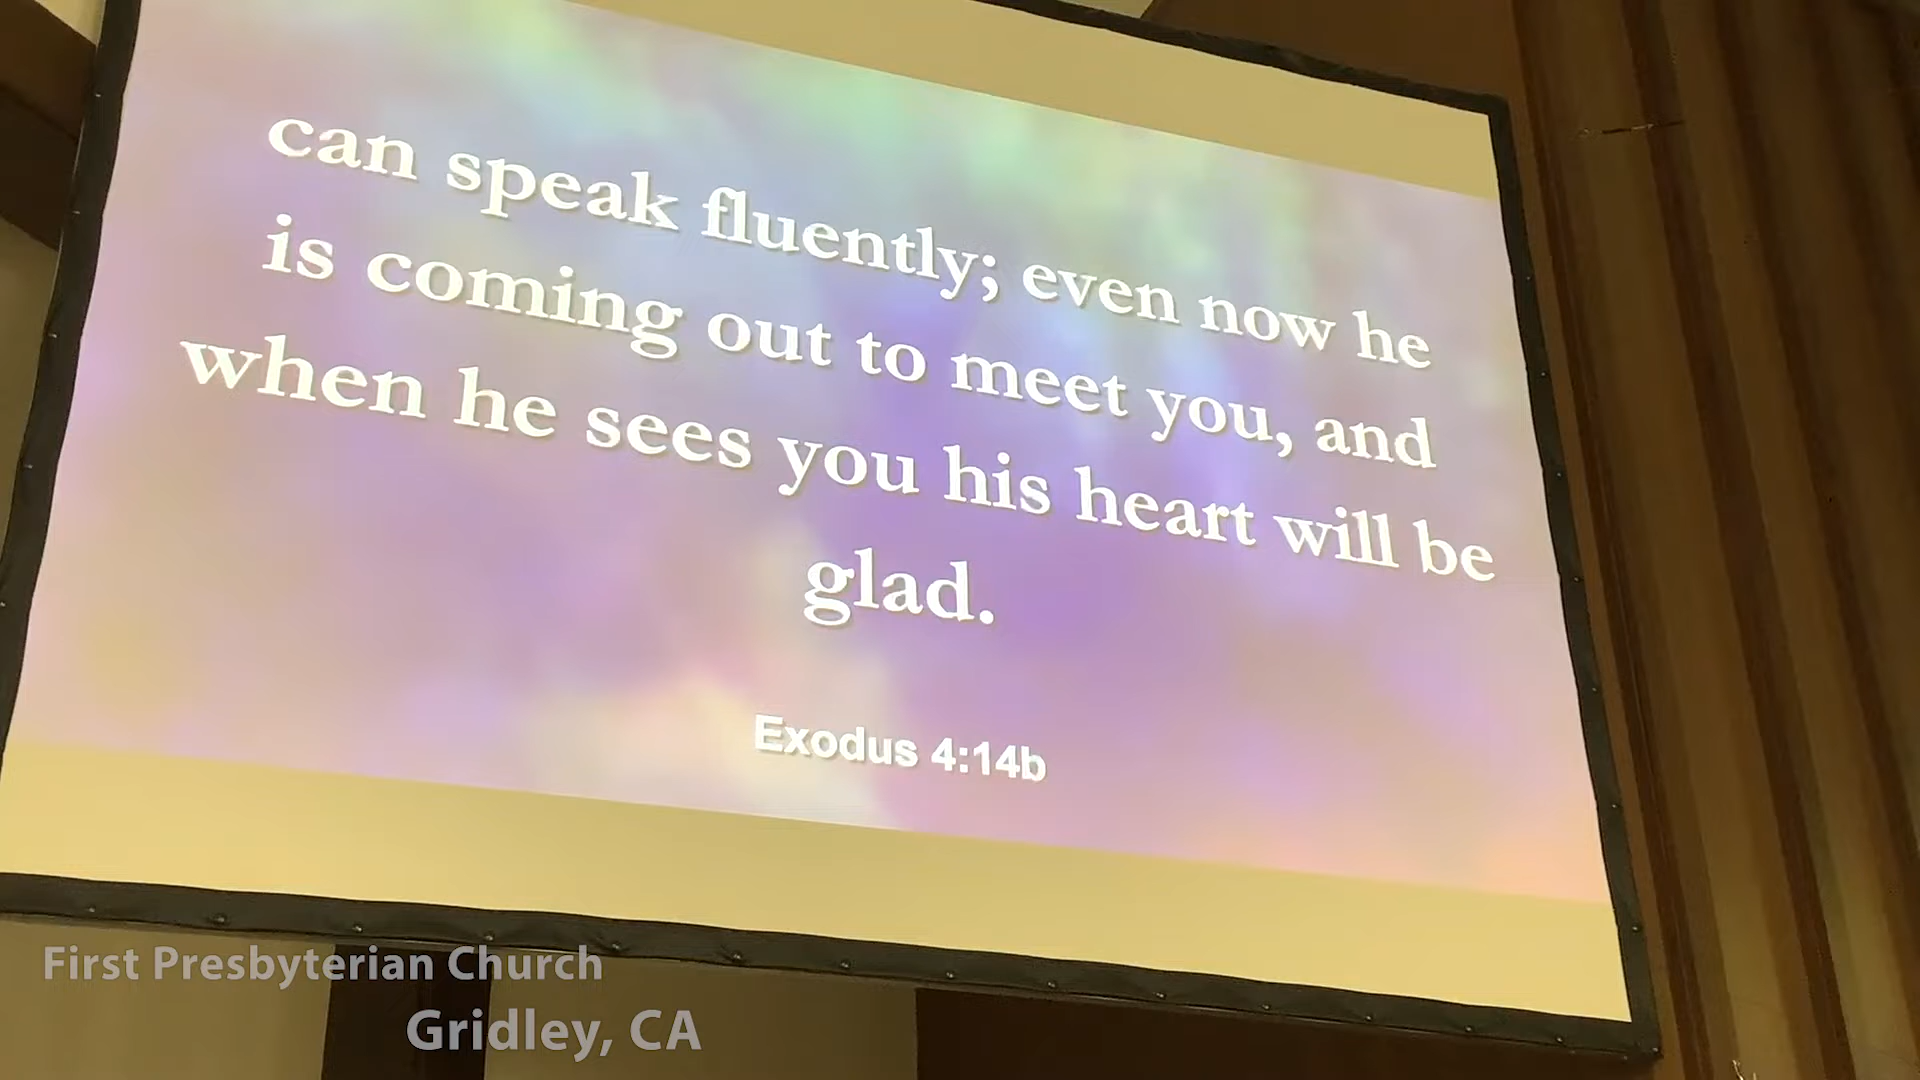 can speak fluently; even now he
is coming out to meet you, and
when he sees you his heart will be
glad.
Exodus 4:14b
First Presbyterian Church
Gridley, CA